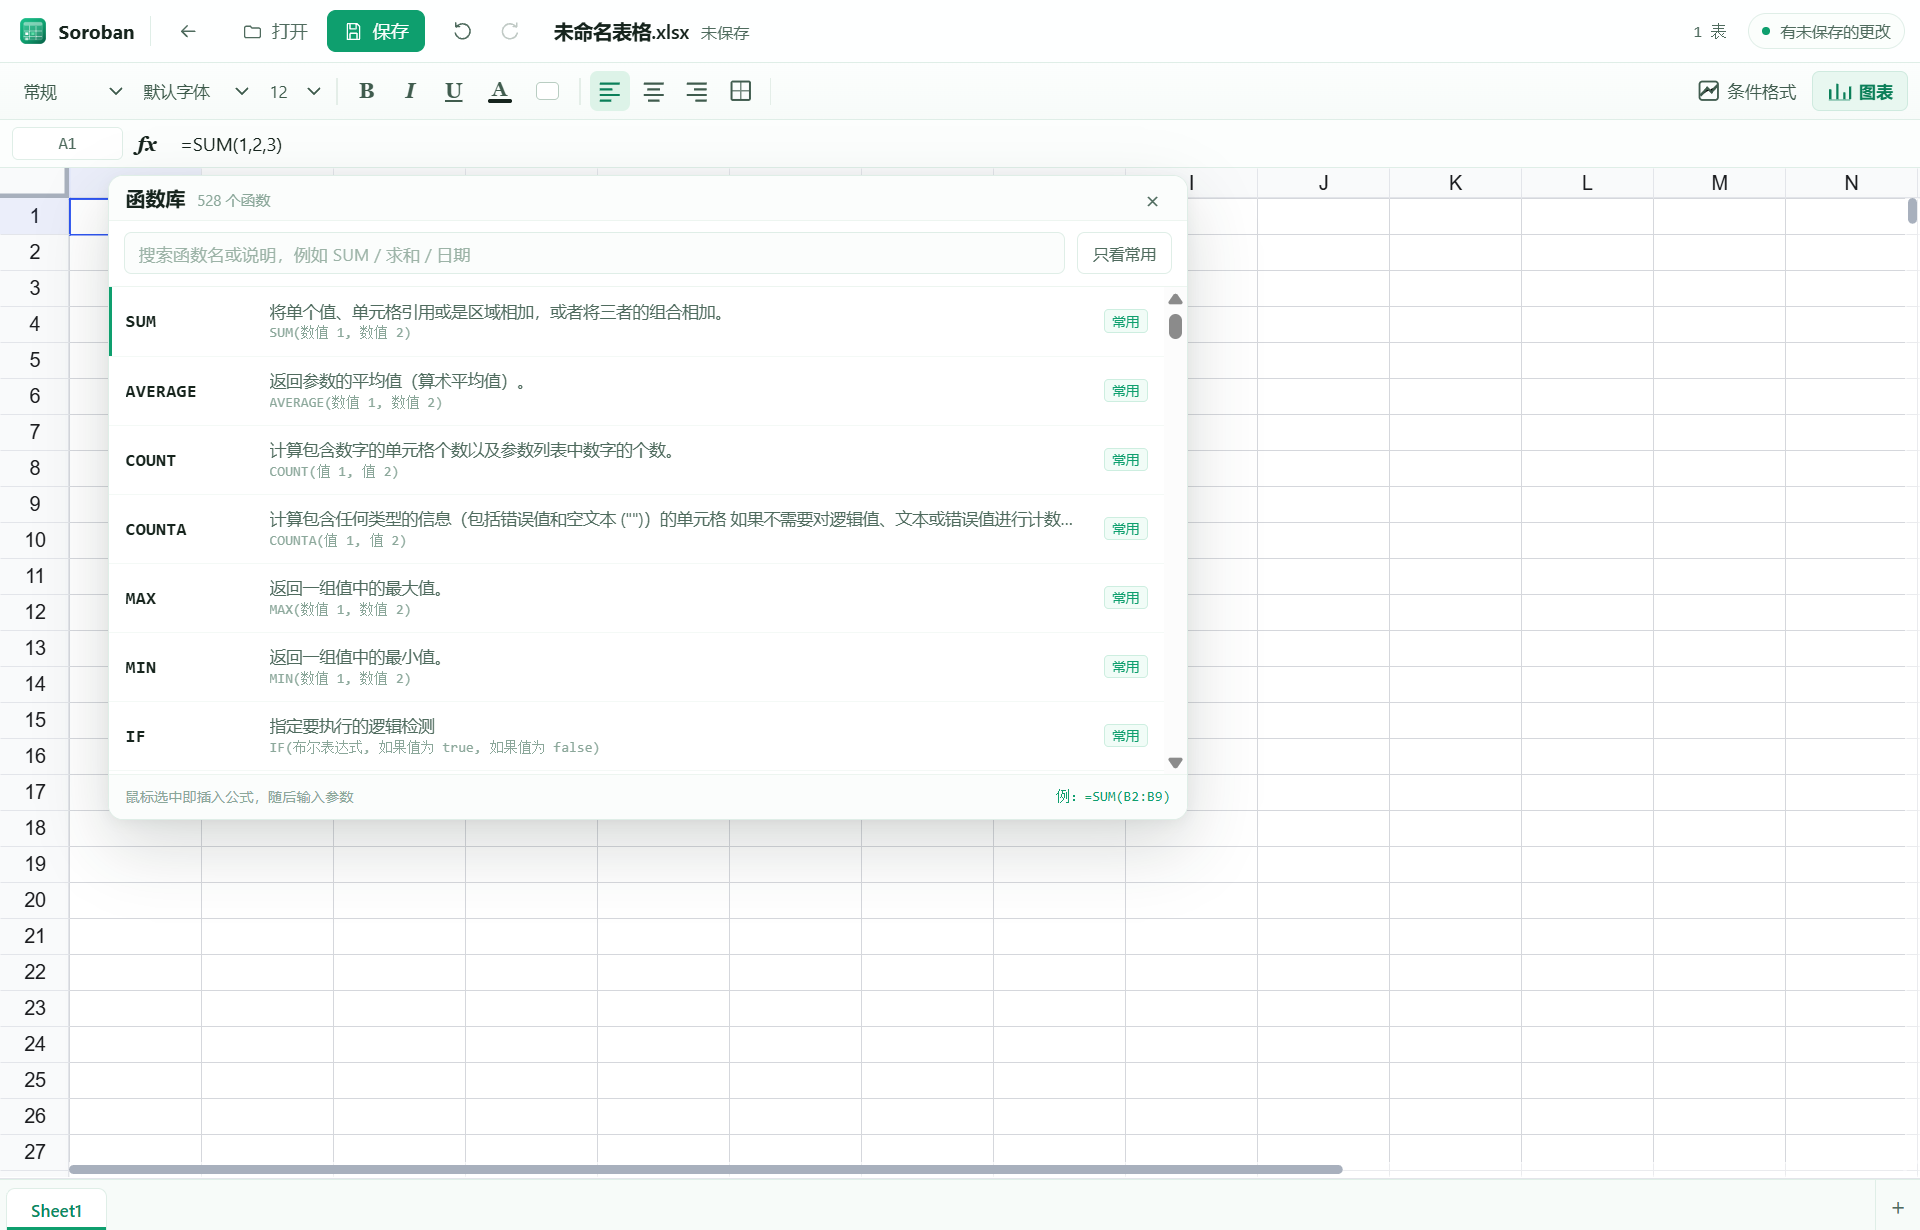 Soroban
打开
保存
未命名表格.xlsx 未保存
1 表
有未保存的更改
常规
默认字体
12
B I U A
条件格式
图表
A1
fx
=SUM(1,2,3)
I J K L M N
函数库 528 个函数
×
搜索函数名或说明，例如 SUM / 求和 / 日期
只看常用
SUM
将单个值、单元格引用或是区域相加，或者将三者的组合相加。
SUM(数值 1, 数值 2)
常用
AVERAGE
返回参数的平均值（算术平均值）。
AVERAGE(数值 1, 数值 2)
常用
COUNT
计算包含数字的单元格个数以及参数列表中数字的个数。
COUNT(值 1, 值 2)
常用
COUNTA
计算包含任何类型的信息（包括错误值和空文本 ("")）的单元格 如果不需要对逻辑值、文本或错误值进行计数...
COUNTA(值 1, 值 2)
常用
MAX
返回一组值中的最大值。
MAX(数值 1, 数值 2)
常用
MIN
返回一组值中的最小值。
MIN(数值 1, 数值 2)
常用
IF
指定要执行的逻辑检测
IF(布尔表达式, 如果值为 true, 如果值为 false)
常用
鼠标选中即插入公式，随后输入参数
例：=SUM(B2:B9)
1
2
3
4
5
6
7
8
9
10
11
12
13
14
15
16
17
18
19
20
21
22
23
24
25
26
27
Sheet1
+